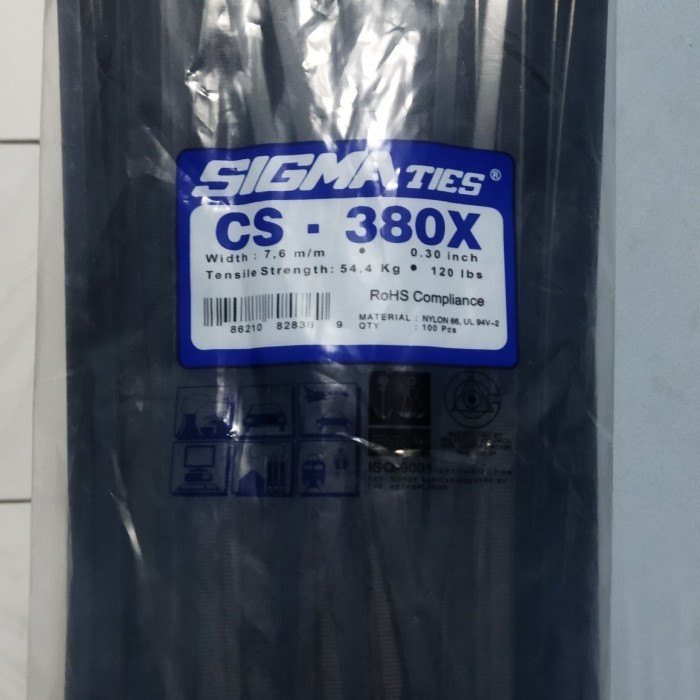 SIGMA TIES®
CS - 380X
Width : 7,6 m/m • 0.30 inch
Tensile Strength: 54,4 Kg • 120 lbs
RoHS Compliance
MATERIAL : NYLON 66, UL 94V-2
QTY : 100 Pcs
86210 82838 9
ISO-9001